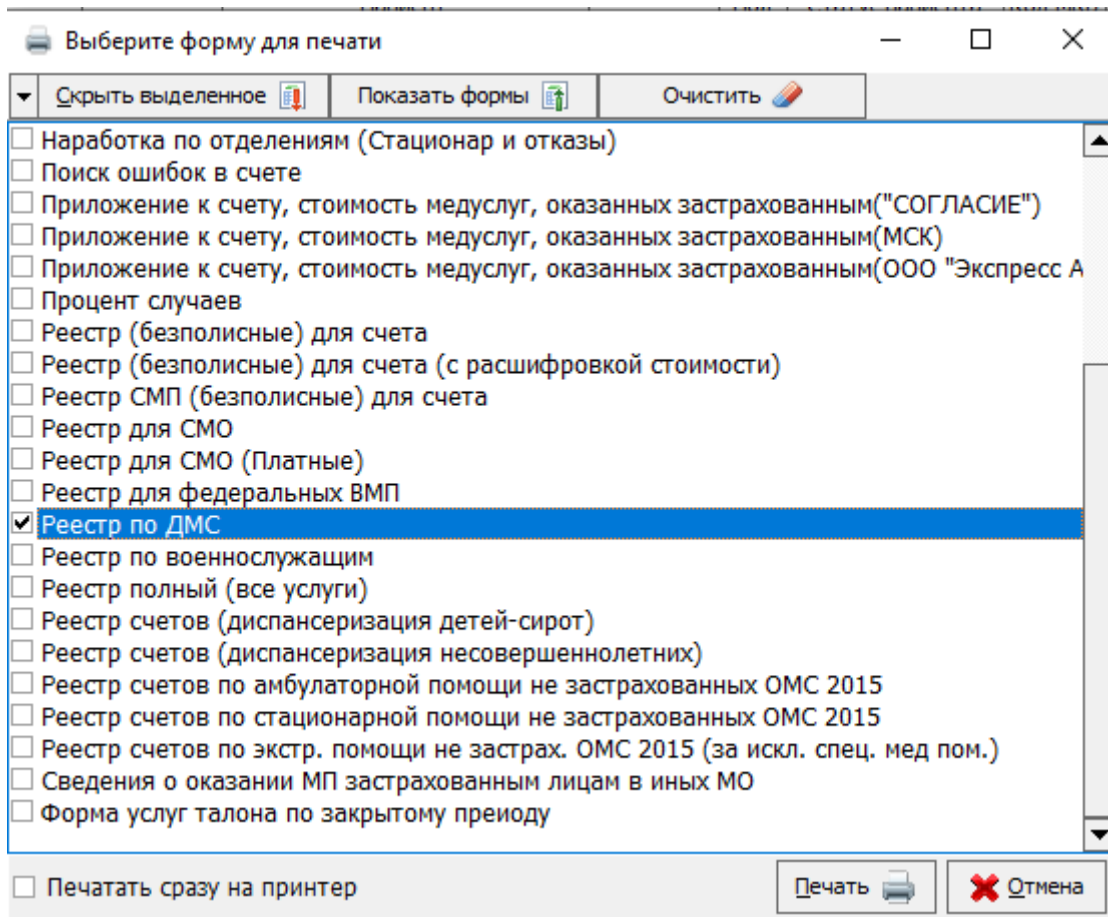 Выберите форму для печати
Скрыть выделенное Показать формы Очистить
Наработка по отделениям (Стационар и отказы)
Поиск ошибок в счете
Приложение к счету, стоимость медуслуг, оказанных застрахованным("СОГЛАСИЕ")
Приложение к счету, стоимость медуслуг, оказанных застрахованным(МСК)
Приложение к счету, стоимость медуслуг, оказанных застрахованным(ООО "Экспресс А
Процент случаев
Реестр (безполисные) для счета
Реестр (безполисные) для счета (с расшифровкой стоимости)
Реестр СМП (безполисные) для счета
Реестр для СМО
Реестр для СМО (Платные)
Реестр для федеральных ВМП
Реестр по ДМС
Реестр по военнослужащим
Реестр полный (все услуги)
Реестр счетов (диспансеризация детей-сирот)
Реестр счетов (диспансеризация несовершеннолетних)
Реестр счетов по амбулаторной помощи не застрахованных ОМС 2015
Реестр счетов по стационарной помощи не застрахованных ОМС 2015
Реестр счетов по экстр. помощи не застрах. ОМС 2015 (за искл. спец. мед пом.)
Сведения о оказании МП застрахованным лицам в иных МО
Форма услуг талона по закрытому преиоду
Печатать сразу на принтер Печать Отмена